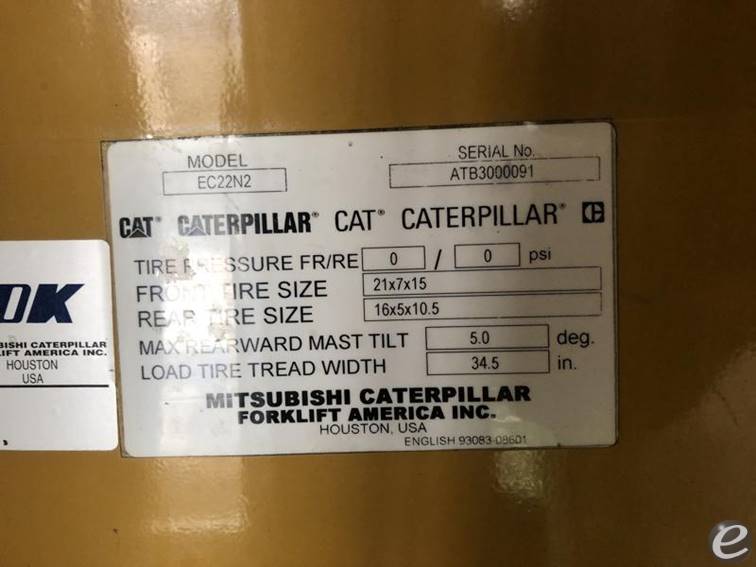 MODEL
EC22N2
SERIAL No.
ATB3000091
CAT® CATERPILLAR® CAT® CATERPILLAR®
TIRE PRESSURE FR/RE 0 / 0 psi
FRONT TIRE SIZE 21x7x15
REAR TIRE SIZE 16x5x10.5
MAX REARWARD MAST TILT 5.0 deg.
LOAD TIRE TREAD WIDTH 34.5 in.
MITSUBISHI CATERPILLAR
FORKLIFT AMERICA INC.
HOUSTON, USA
ENGLISH 93083-08601
OK
BISHI CATERPILLAR
LIFT AMERICA INC.
HOUSTON
USA
e